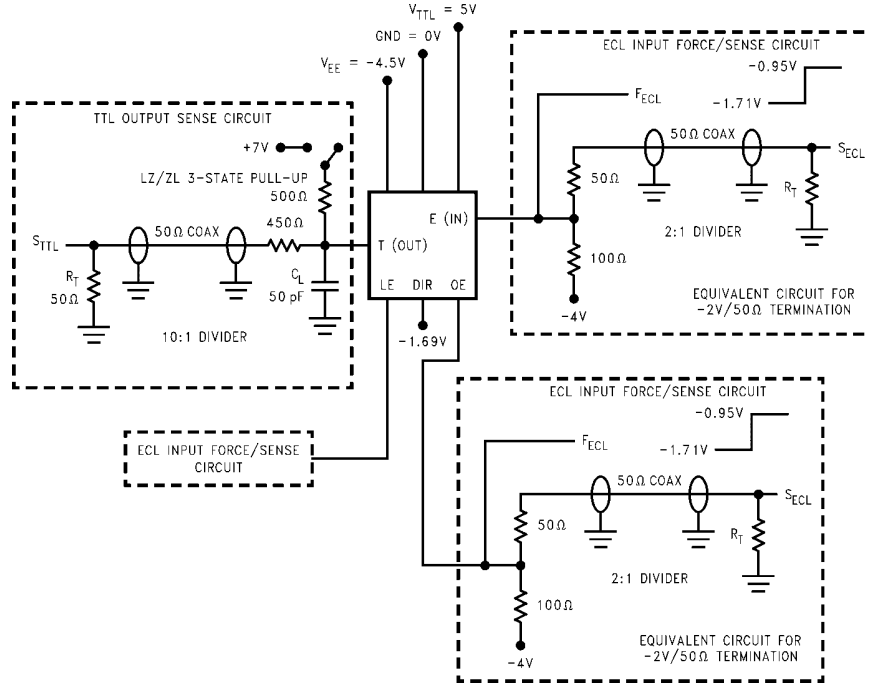 V_TTL = 5V
GND = 0V
V_EE = -4.5V
TTL OUTPUT SENSE CIRCUIT
+7V
LZ/ZL 3-STATE PULL-UP
500Ω
450Ω
S_TTL
50Ω COAX
R_T
50Ω
C_L
50 pF
10:1 DIVIDER
E (IN)
T (OUT)
LE DIR OE
-1.69V
ECL INPUT FORCE/SENSE CIRCUIT
-0.95V
F_ECL
-1.71V
50Ω COAX
S_ECL
50Ω
R_T
2:1 DIVIDER
100Ω
-4V
EQUIVALENT CIRCUIT FOR
-2V/50Ω TERMINATION
ECL INPUT FORCE/SENSE
CIRCUIT
ECL INPUT FORCE/SENSE CIRCUIT
-0.95V
F_ECL
-1.71V
50Ω COAX
S_ECL
50Ω
R_T
2:1 DIVIDER
100Ω
-4V
EQUIVALENT CIRCUIT FOR
-2V/50Ω TERMINATION